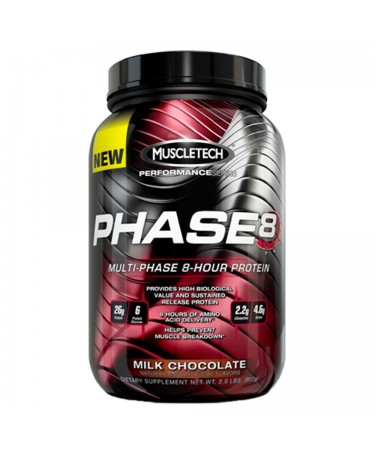 NEW
MUSCLETECH
PERFORMANCE SERIES
PHASE8
MULTI-PHASE 8-HOUR PROTEIN
PROVIDES HIGH BIOLOGICAL
VALUE AND SUSTAINED
RELEASE PROTEIN
8 HOURS OF AMINO
ACID DELIVERY
HELPS PREVENT
MUSCLE BREAKDOWN
26g
6
2.2g
4.6g
MILK CHOCOLATE
DIETARY SUPPLEMENT NET WT. 2.0 LBS.